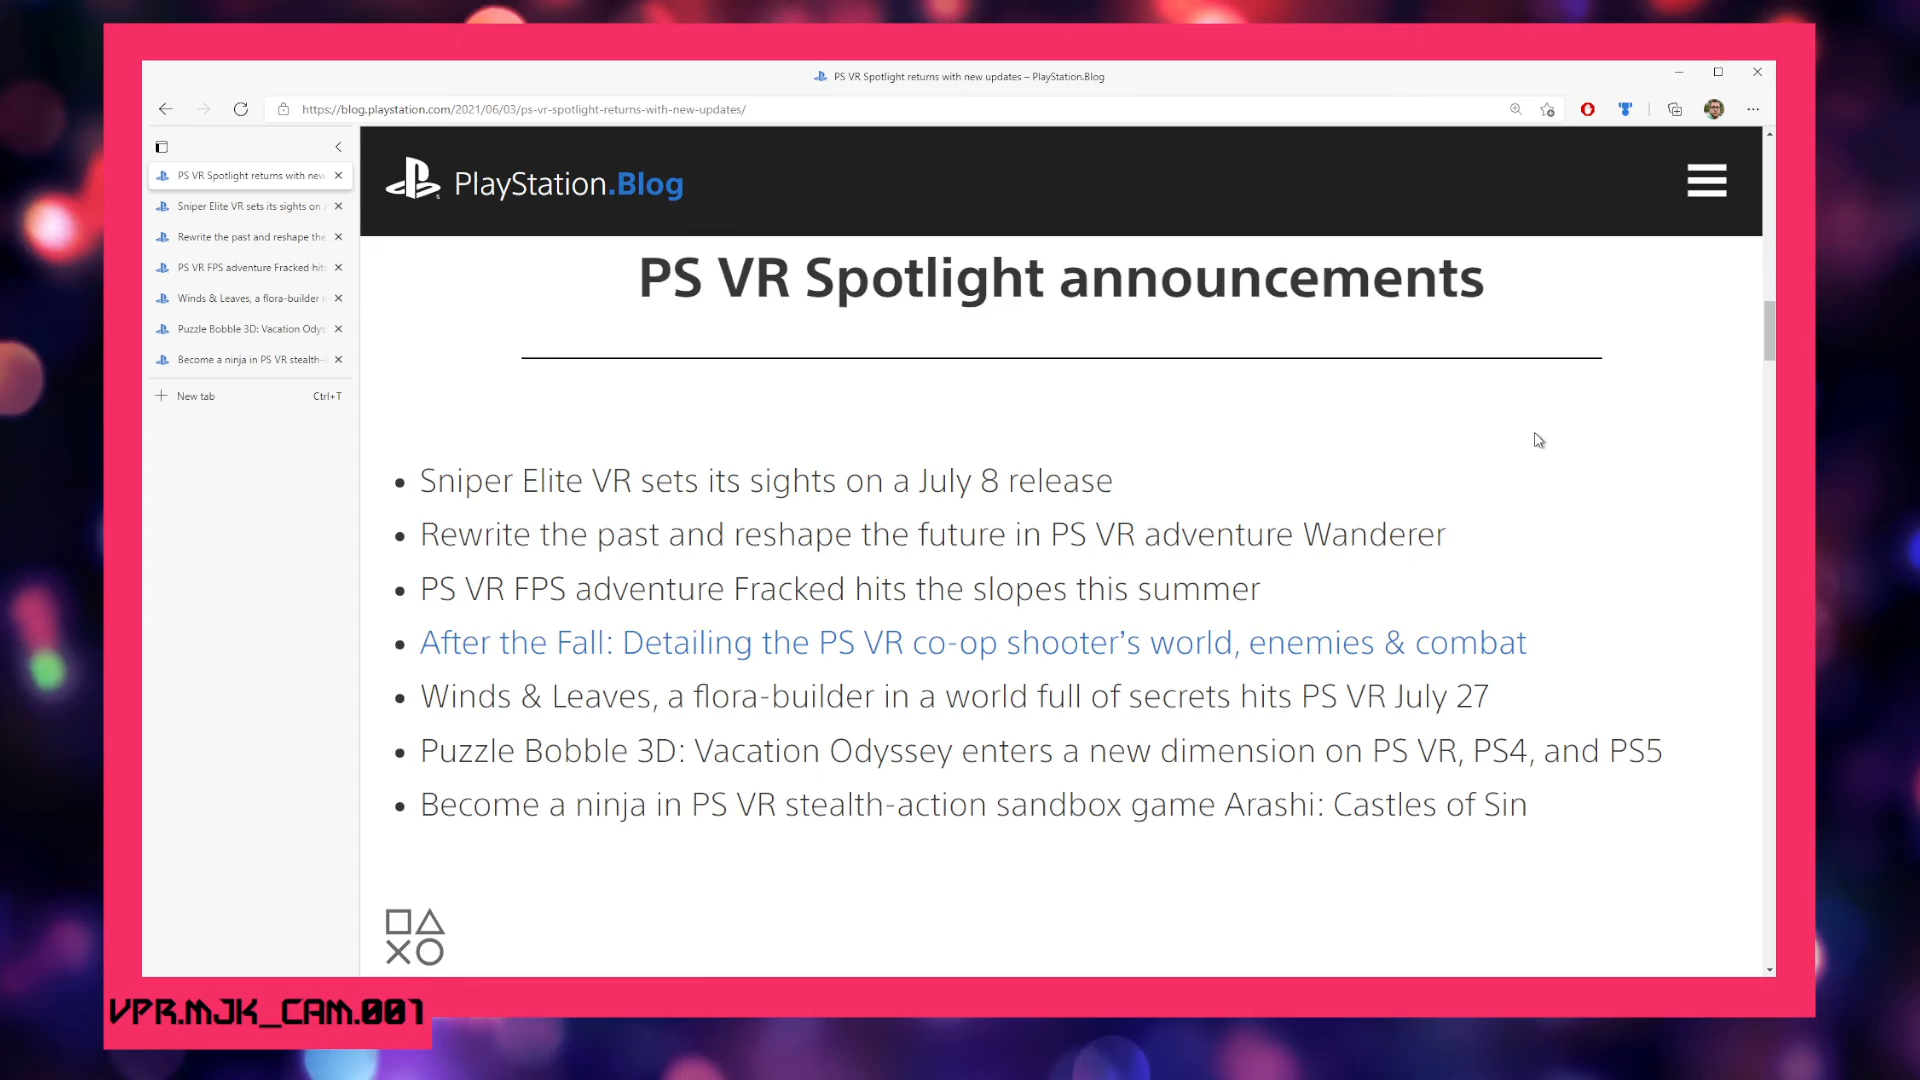 PS VR Spotlight returns with new updates – PlayStation.Blog
https://blog.playstation.com/2021/06/03/ps-vr-spotlight-returns-with-new-updates/
PS VR Spotlight returns with new
Sniper Elite VR sets its sights on
Rewrite the past and reshape the
PS VR FPS adventure Fracked hits
Winds & Leaves, a flora-builder i
Puzzle Bobble 3D: Vacation Odys
Become a ninja in PS VR stealth-
New tab Ctrl+T
PlayStation.Blog
PS VR Spotlight announcements
• Sniper Elite VR sets its sights on a July 8 release
• Rewrite the past and reshape the future in PS VR adventure Wanderer
• PS VR FPS adventure Fracked hits the slopes this summer
• After the Fall: Detailing the PS VR co-op shooter’s world, enemies & combat
• Winds & Leaves, a flora-builder in a world full of secrets hits PS VR July 27
• Puzzle Bobble 3D: Vacation Odyssey enters a new dimension on PS VR, PS4, and PS5
• Become a ninja in PS VR stealth-action sandbox game Arashi: Castles of Sin
VPR.MJK_CAM.001